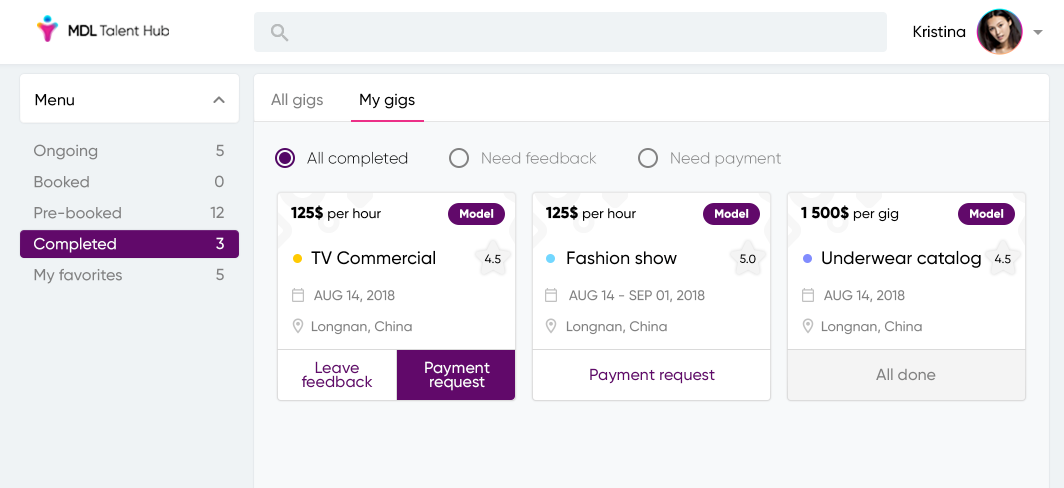 MDL Talent Hub
Kristina
Menu
Ongoing 5
Booked 0
Pre-booked 12
Completed 3
My favorites 5
All gigs My gigs
All completed Need feedback Need payment
125$ per hour Model
TV Commercial 4.5
AUG 14, 2018
Longnan, China
Leave
feedback
Payment
request
125$ per hour Model
Fashion show 5.0
AUG 14 - SEP 01, 2018
Longnan, China
Payment request
1 500$ per gig Model
Underwear catalog 4.5
AUG 14, 2018
Longnan, China
All done